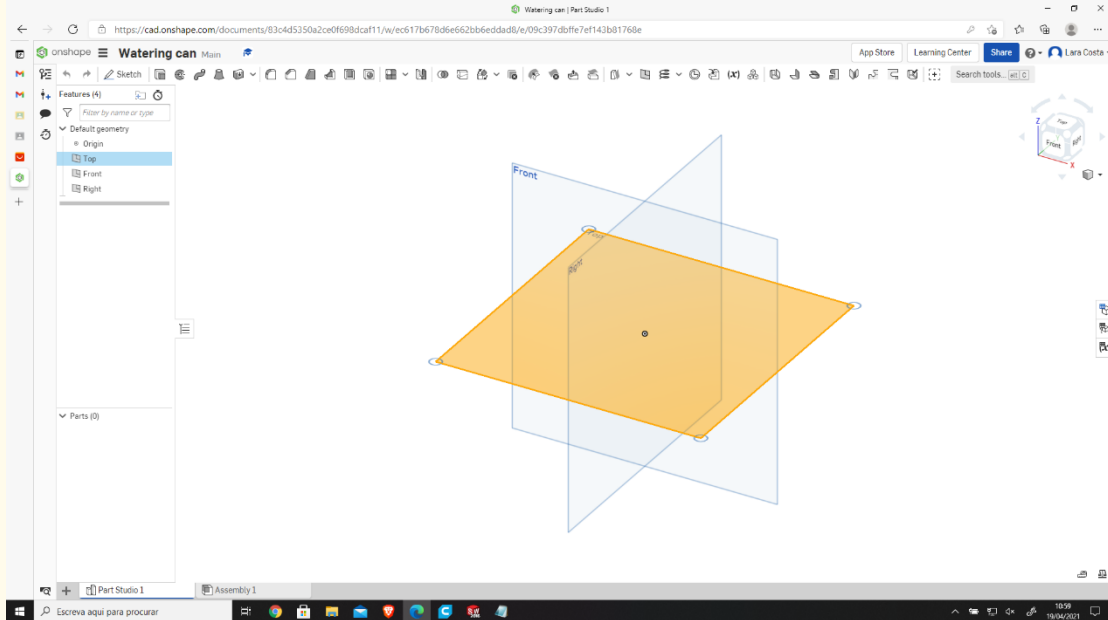 Watering can | Part Studio 1
https://cad.onshape.com/documents/83c4d5350a2ce0f698dcaf11/w/ec617b678d6e662bb6eddad8/e/09c397dbffe7ef143b81768e
onshape Watering can Main App Store Learning Center Share Lara Costa
Sketch Search tools... alt C
Features (4)
Filter by name or type
Default geometry
Origin
Top
Front
Right
Front
Right
Z
Front
Right
X
Parts (0)
Part Studio 1 Assembly 1
Escreva aqui para procurar
10:59
19/04/2021